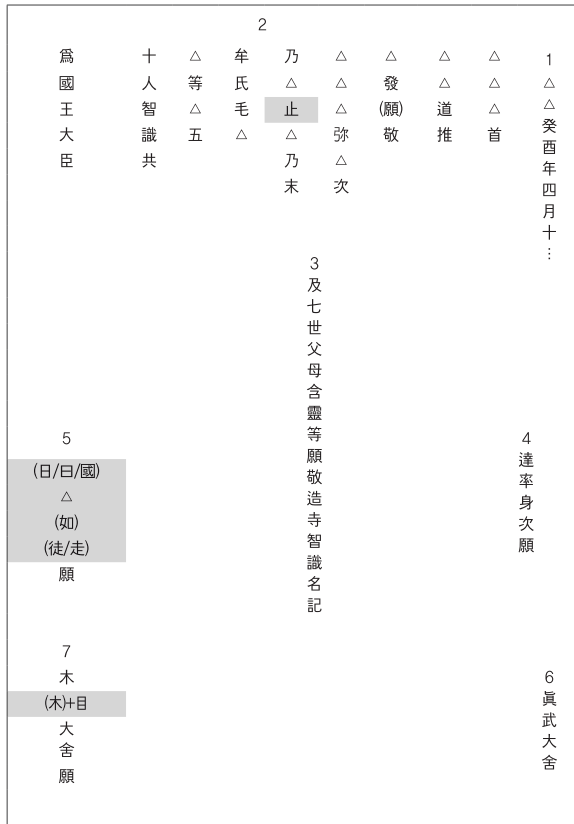 1△△癸酉年四月十…
2
△△△首
△△道推
△發(願)敬
△△△弥△次
乃△止△乃末
牟氏毛△
△等△五
十人智識共
爲國王大臣
3及七世父母含靈等願敬造寺智識名記
4達率身次願
5(日/曰/國)△(如)(徒/走)願
6眞武大舍
7木(木)+目大舍願